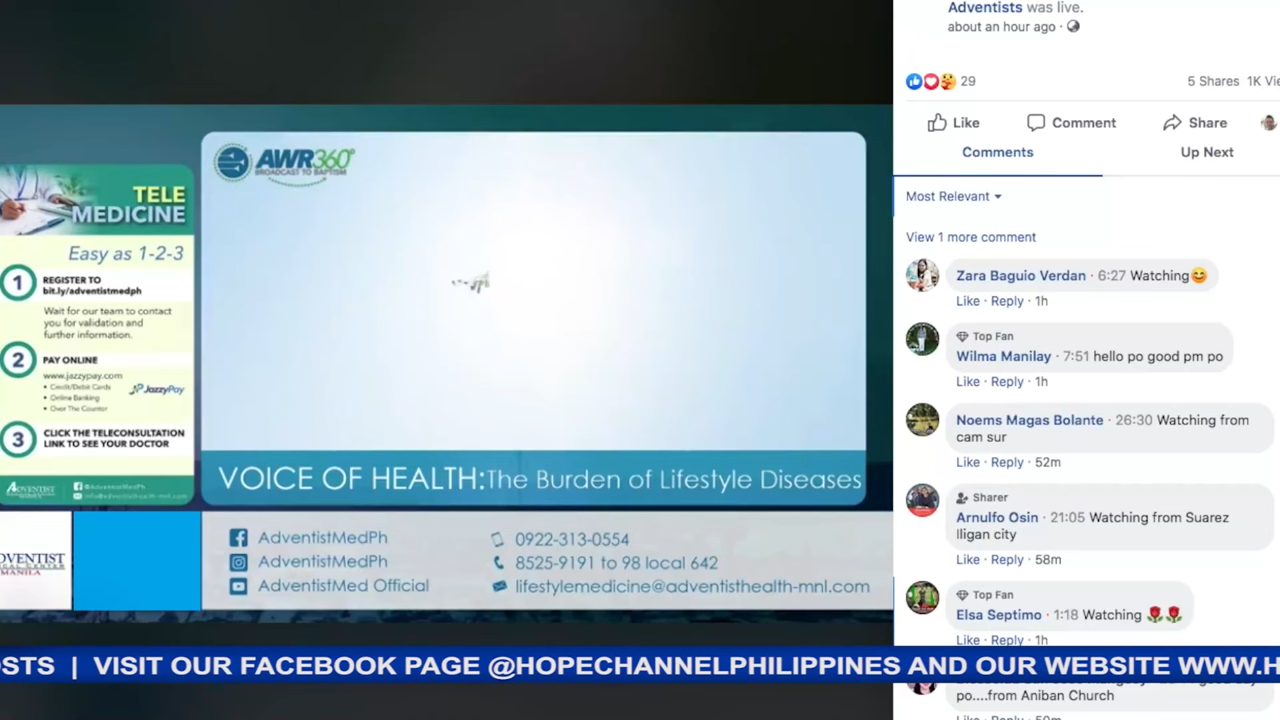 AWR360°
BROADCAST TO BAPTISM
TELE
MEDICINE
Easy as 1-2-3
1
REGISTER TO
bit.ly/adventistmedph
Wait for our team to contact
you for validation and
further information.
2
PAY ONLINE
www.jazzypay.com
• Credit/Debit Cards
• Online Banking
• Over The Counter
JazzyPay
3
CLICK THE TELECONSULTATION
LINK TO SEE YOUR DOCTOR
ADVENTIST
AdventistMedPh
VOICE OF HEALTH:The Burden of Lifestyle Diseases
DVENTIST
MANILA
AdventistMedPh
AdventistMedPh
AdventistMed Official
0922-313-0554
8525-9191 to 98 local 642
lifestylemedicine@adventisthealth-mnl.com
Adventists was live.
about an hour ago ·
29
5 Shares 1K Vie
Like Comment Share
Comments Up Next
Most Relevant
View 1 more comment
Zara Baguio Verdan · 6:27 Watching😊
Like · Reply · 1h
Top Fan
Wilma Manilay · 7:51 hello po good pm po
Like · Reply · 1h
Noems Magas Bolante · 26:30 Watching from
cam sur
Like · Reply · 52m
Sharer
Arnulfo Osin · 21:05 Watching from Suarez
Iligan city
Like · Reply · 58m
Top Fan
Elsa Septimo · 1:18 Watching 🌹🌹
Like · Reply · 1h
po....from Aniban Church
OSTS | VISIT OUR FACEBOOK PAGE @HOPECHANNELPHILIPPINES AND OUR WEBSITE WWW.H